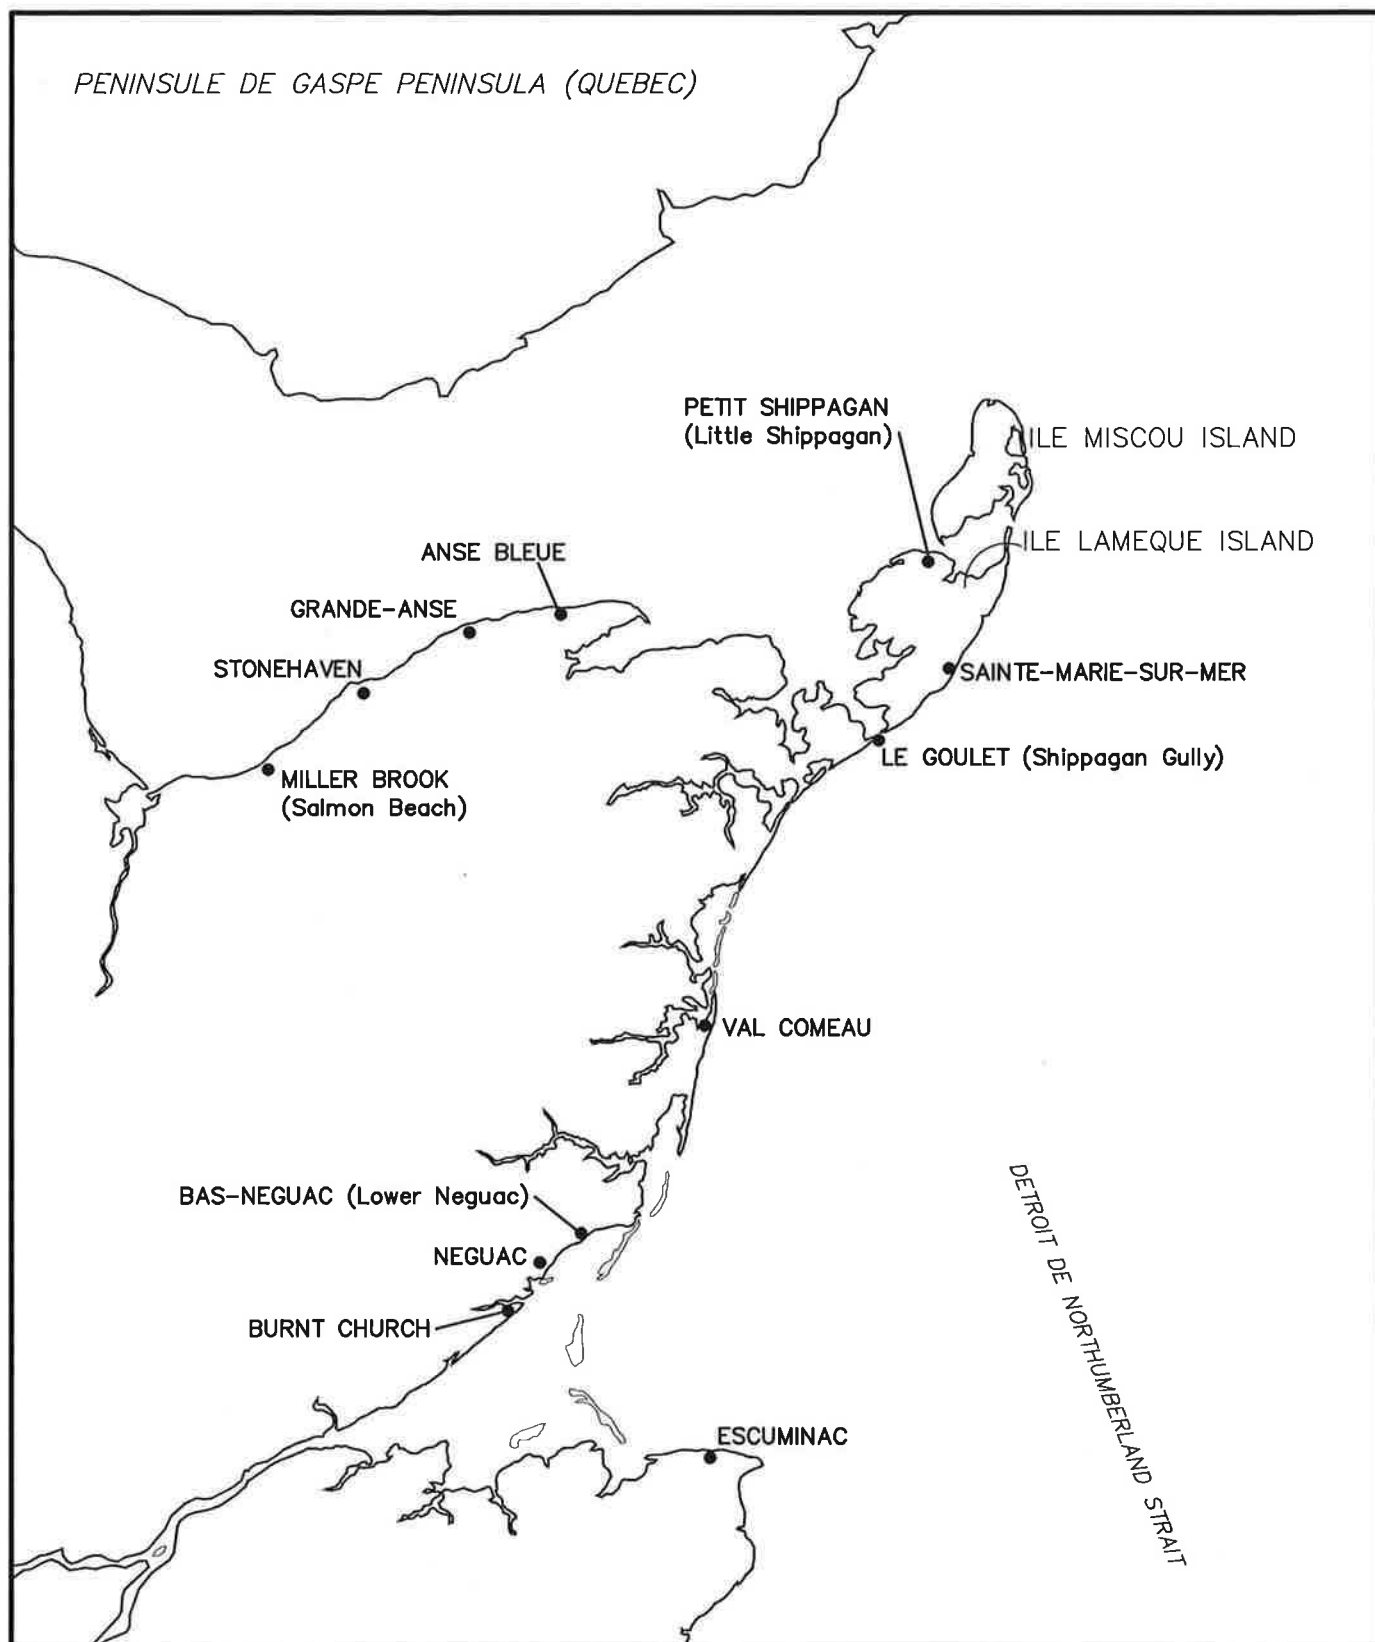 PENINSULE DE GASPE PENINSULA (QUEBEC)
PETIT SHIPPAGAN
(Little Shippagan)
ILE MISCOU ISLAND
ILE LAMEQUE ISLAND
ANSE BLEUE
GRANDE-ANSE
STONEHAVEN
SAINTE-MARIE-SUR-MER
LE GOULET (Shippagan Gully)
MILLER BROOK
(Salmon Beach)
VAL COMEAU
BAS-NEGUAC (Lower Neguac)
NEGUAC
BURNT CHURCH
ESCUMINAC
DETROIT DE NORTHUMBERLAND STRAIT